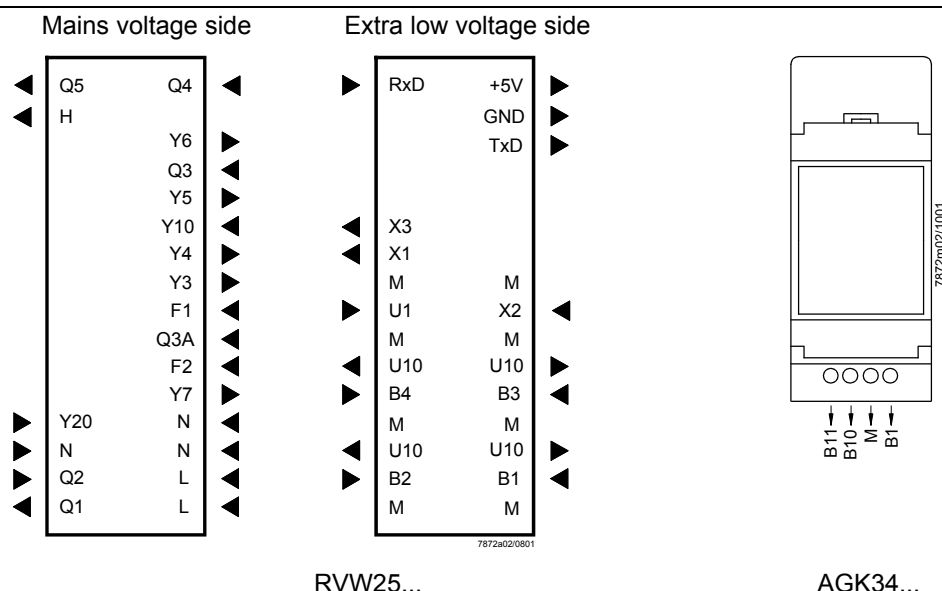 Mains voltage side Extra low voltage side
Q5 Q4 RxD +5V
H GND
Y6 TxD
Q3
Y5
Y10 X3
Y4 X1
Y3 M M
F1 U1 X2
Q3A M M
F2 U10 U10
Y7 B4 B3
Y20 N M M
N N U10 U10
Q2 L B2 B1
Q1 L M M
7872a02/0801
7872m02/1001
B11 B10 M B1
RVW25... AGK34...